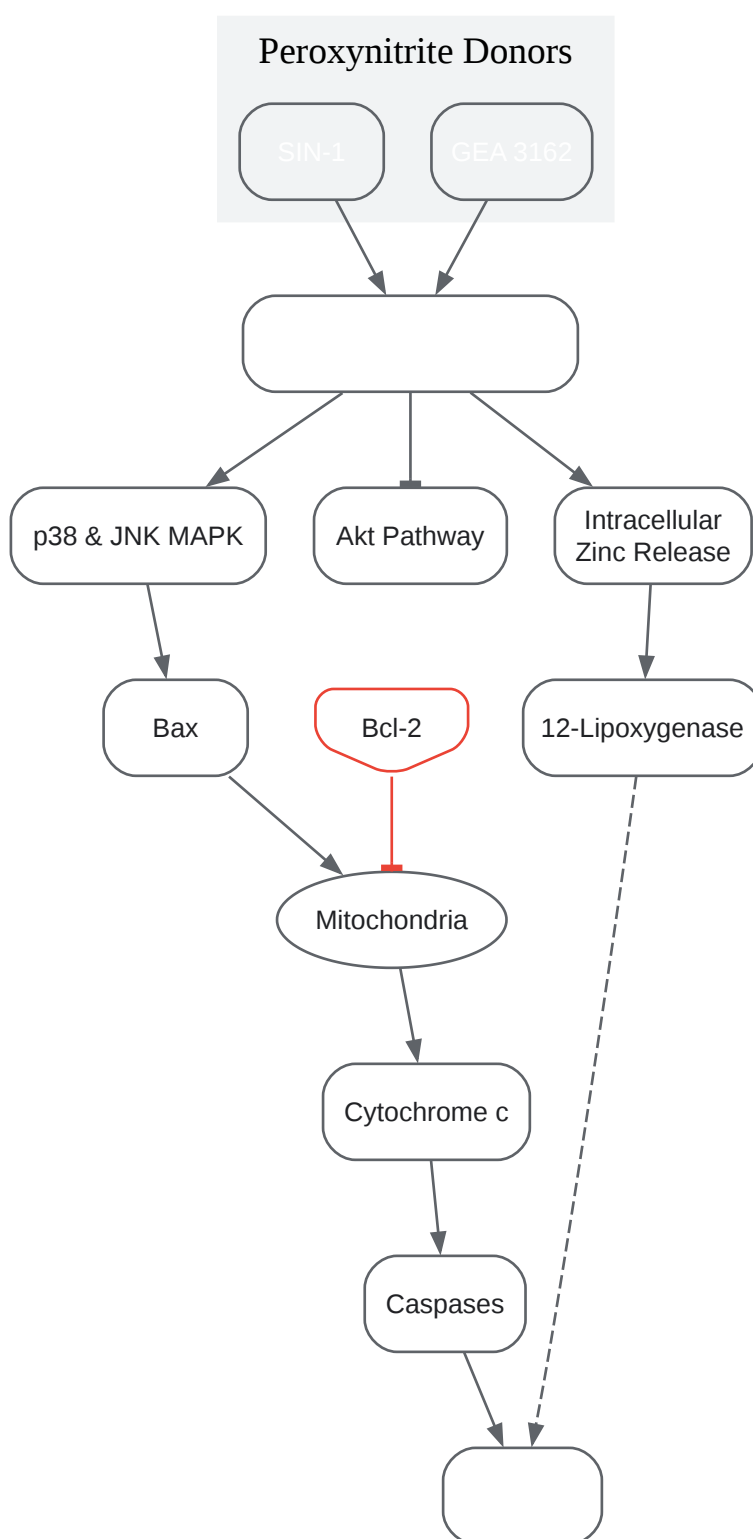 Peroxynitrite Donors
SIN-1
GEA 3162
p38 & JNK MAPK
Akt Pathway
Intracellular
Zinc Release
Bax
Bcl-2
12-Lipoxygenase
Mitochondria
Cytochrome c
Caspases